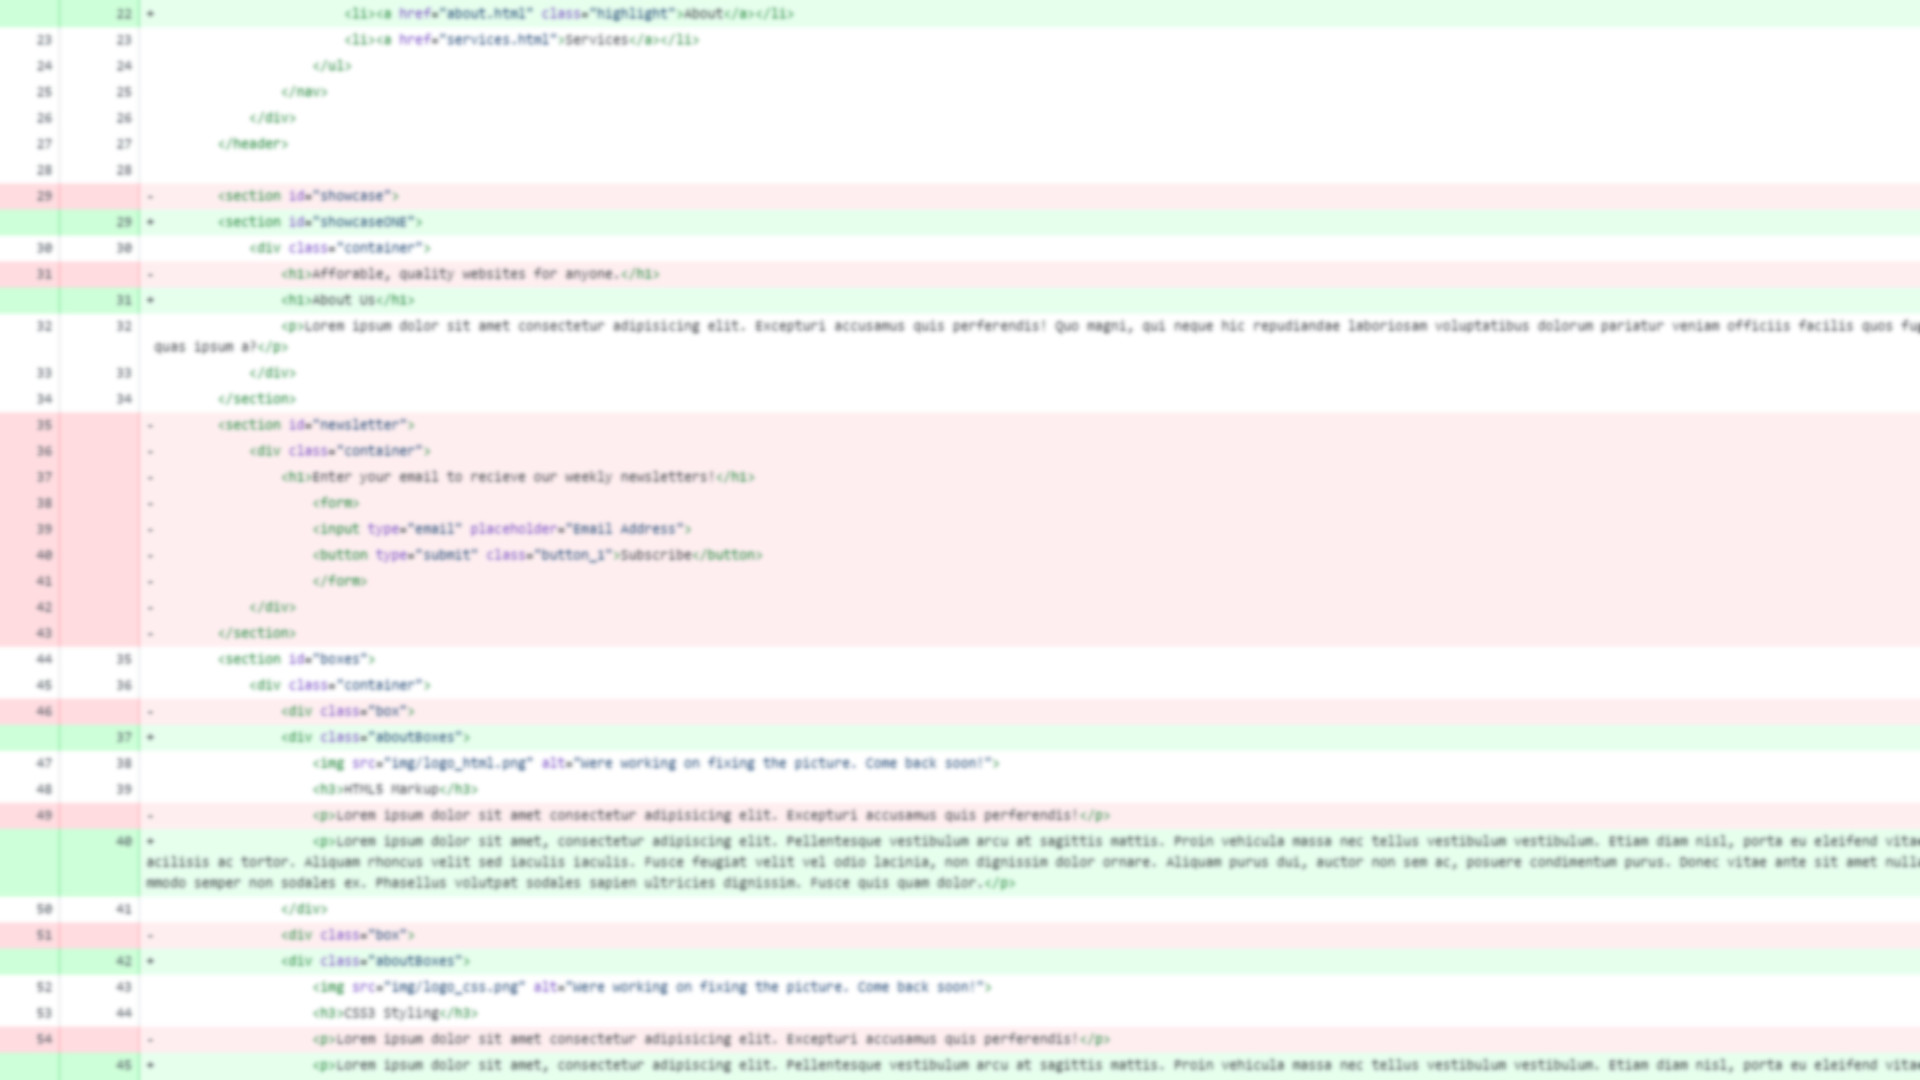 22 + <li><a href="about.html" class="highlight">About</a></li>
23 23 <li><a href="services.html">Services</a></li>
24 24 </ul>
25 25 </nav>
26 26 </div>
27 27 </header>
28 28
29 - <section id="showcase">
29 + <section id="showcaseONE">
30 30 <div class="container">
31 - <h1>Afforable, quality websites for anyone.</h1>
31 + <h1>About Us</h1>
32 32 <p>Lorem ipsum dolor sit amet consectetur adipisicing elit. Excepturi accusamus quis perferendis! Quo magni, qui neque hic repudiandae laboriosam voluptatibus dolorum pariatur veniam officiis facilis quos
quas ipsum a?</p>
33 33 </div>
34 34 </section>
35 - <section id="newsletter">
36 - <div class="container">
37 - <h1>Enter your email to recieve our weekly newsletters!</h1>
38 - <form>
39 - <input type="email" placeholder="Email Address">
40 - <button type="submit" class="button_1">Subscribe</button>
41 - </form>
42 - </div>
43 - </section>
44 35 <section id="boxes">
45 36 <div class="container">
46 - <div class="box">
37 + <div class="aboutBoxes">
47 38 <img src="img/logo_html.png" alt="Were working on fixing the picture. Come back soon!">
48 39 <h3>HTML5 Markup</h3>
49 - <p>Lorem ipsum dolor sit amet consectetur adipisicing elit. Excepturi accusamus quis perferendis!</p>
40 + <p>Lorem ipsum dolor sit amet, consectetur adipiscing elit. Pellentesque vestibulum arcu at sagittis mattis. Proin vehicula massa nec tellus vestibulum vestibulum. Etiam diam nisl, porta eu eleifend vitae
acilisis ac tortor. Aliquam rhoncus velit sed iaculis iaculis. Fusce feugiat velit vel odio lacinia, non dignissim dolor ornare. Aliquam purus dui, auctor non sem ac, posuere condimentum purus. Donec vitae ante sit amet
mmodo semper non sodales ex. Phasellus volutpat sodales sapien ultricies dignissim. Fusce quis quam dolor.</p>
50 41 </div>
51 - <div class="box">
42 + <div class="aboutBoxes">
52 43 <img src="img/logo_css.png" alt="Were working on fixing the picture. Come back soon!">
53 44 <h3>CSS3 Styling</h3>
54 - <p>Lorem ipsum dolor sit amet consectetur adipisicing elit. Excepturi accusamus quis perferendis!</p>
45 + <p>Lorem ipsum dolor sit amet, consectetur adipiscing elit. Pellentesque vestibulum arcu at sagittis mattis. Proin vehicula massa nec tellus vestibulum vestibulum. Etiam diam nisl, porta eu eleifend vitae